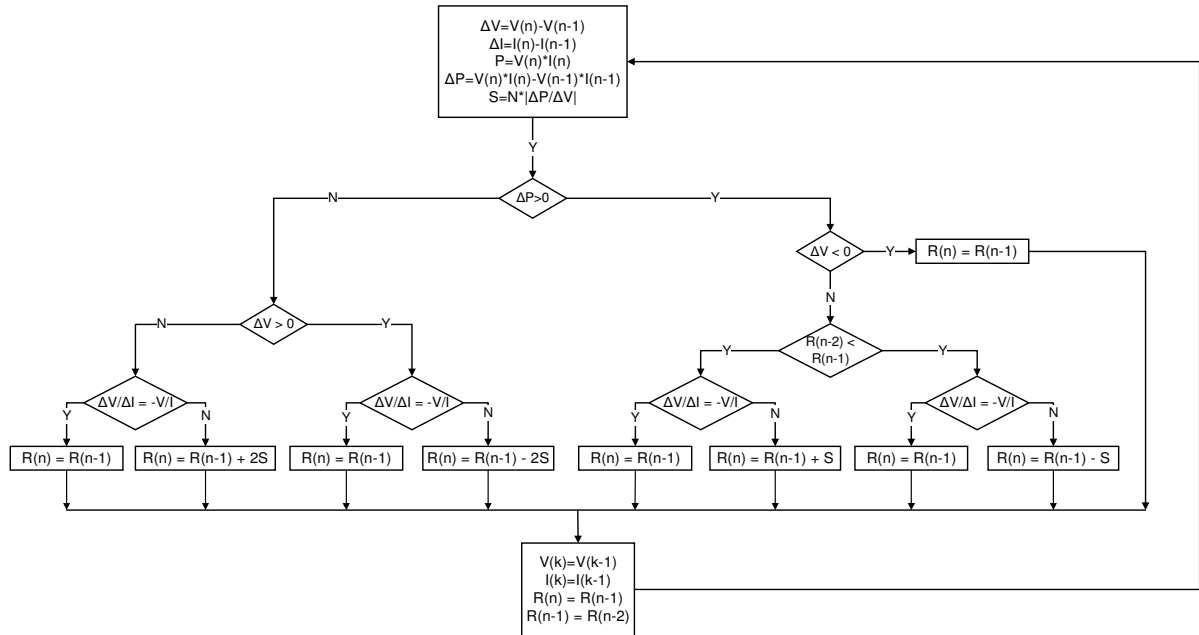 ΔV=V(n)-V(n-1)
ΔI=I(n)-I(n-1)
P=V(n)*I(n)
ΔP=V(n)*I(n)-V(n-1)*I(n-1)
S=N*|ΔP/ΔV|
Y
N
ΔP>0
Y
ΔV < 0
Y
R(n) = R(n-1)
N
N
ΔV > 0
Y
Y
R(n-2) <
R(n-1)
Y
ΔV/ΔI = -V/I
ΔV/ΔI = -V/I
ΔV/ΔI = -V/I
ΔV/ΔI = -V/I
Y
N
Y
N
Y
N
Y
N
R(n) = R(n-1)
R(n) = R(n-1) + 2S
R(n) = R(n-1)
R(n) = R(n-1) - 2S
R(n) = R(n-1)
R(n) = R(n-1) + S
R(n) = R(n-1)
R(n) = R(n-1) - S
V(k)=V(k-1)
I(k)=I(k-1)
R(n) = R(n-1)
R(n-1) = R(n-2)